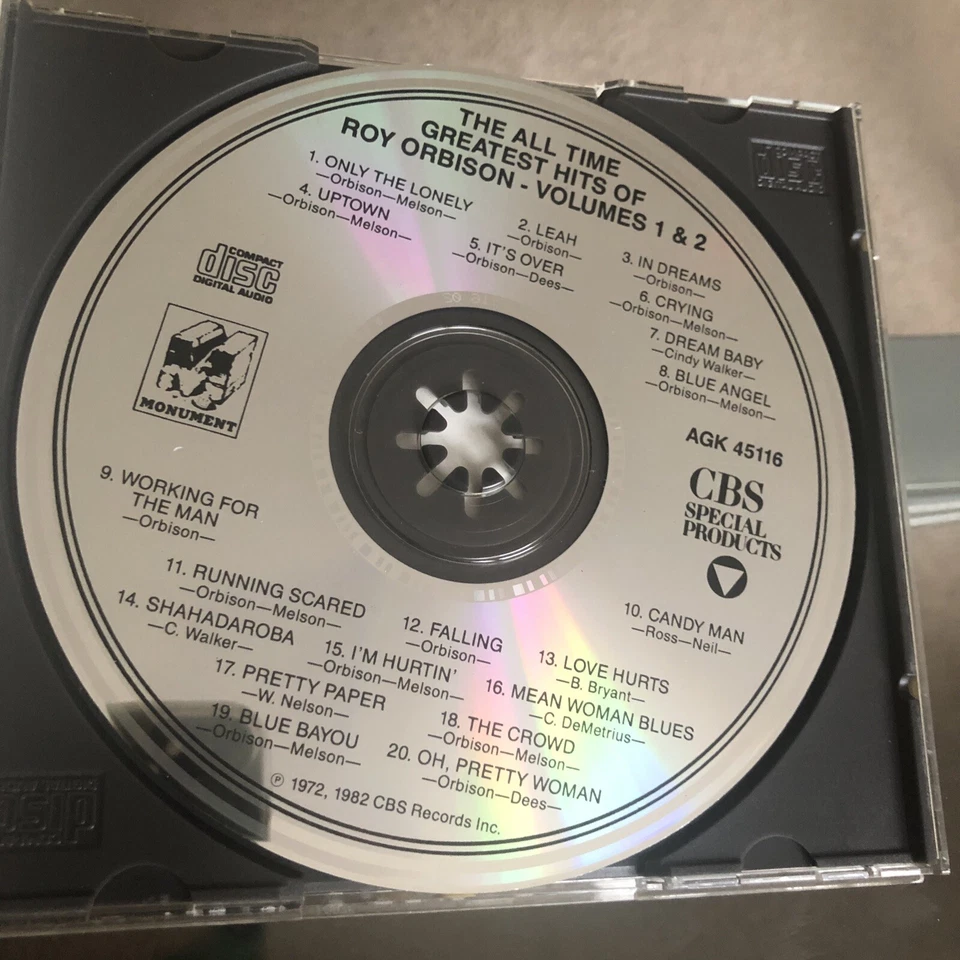 THE ALL TIME
GREATEST HITS OF
ROY ORBISON - VOLUMES 1 & 2
1. ONLY THE LONELY
—Orbison—Melson—
2. LEAH
—Orbison—
3. IN DREAMS
—Orbison—
4. UPTOWN
—Orbison—Melson—
5. IT'S OVER
—Orbison—Dees—
6. CRYING
—Orbison—Melson—
7. DREAM BABY
—Cindy Walker—
8. BLUE ANGEL
—Orbison—Melson—
COMPACT
disc
DIGITAL AUDIO
MONUMENT
AGK 45116
CBS
SPECIAL
PRODUCTS
9. WORKING FOR
THE MAN
—Orbison—
10. CANDY MAN
—Ross—Neil—
11. RUNNING SCARED
—Orbison—Melson—
12. FALLING
—Orbison—
13. LOVE HURTS
—B. Bryant—
14. SHAHADAROBA
—C. Walker—
15. I'M HURTIN'
—Orbison—Melson—
16. MEAN WOMAN BLUES
—C. DeMetrius—
17. PRETTY PAPER
—W. Nelson—
18. THE CROWD
—Orbison—Melson—
19. BLUE BAYOU
—Orbison—Melson—
20. OH, PRETTY WOMAN
—Orbison—Dees—
Ⓟ 1972, 1982 CBS Records Inc.
disc
disc